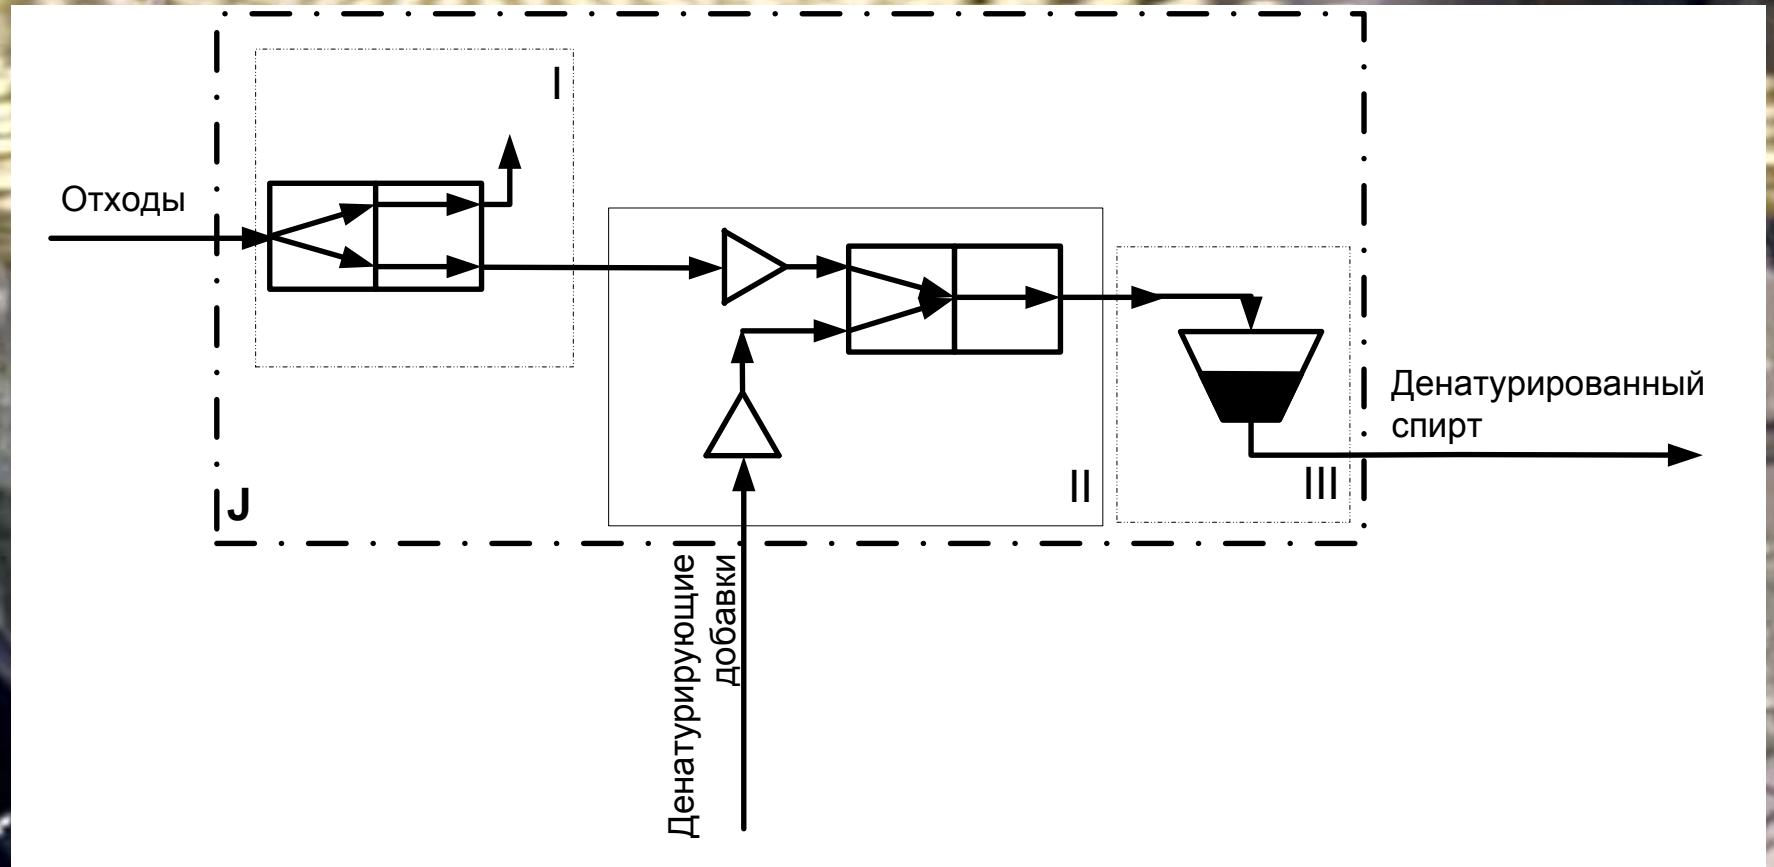 I
Отходы
Денатурированный
спирт
J
II
III
Денатурирующие
добавки